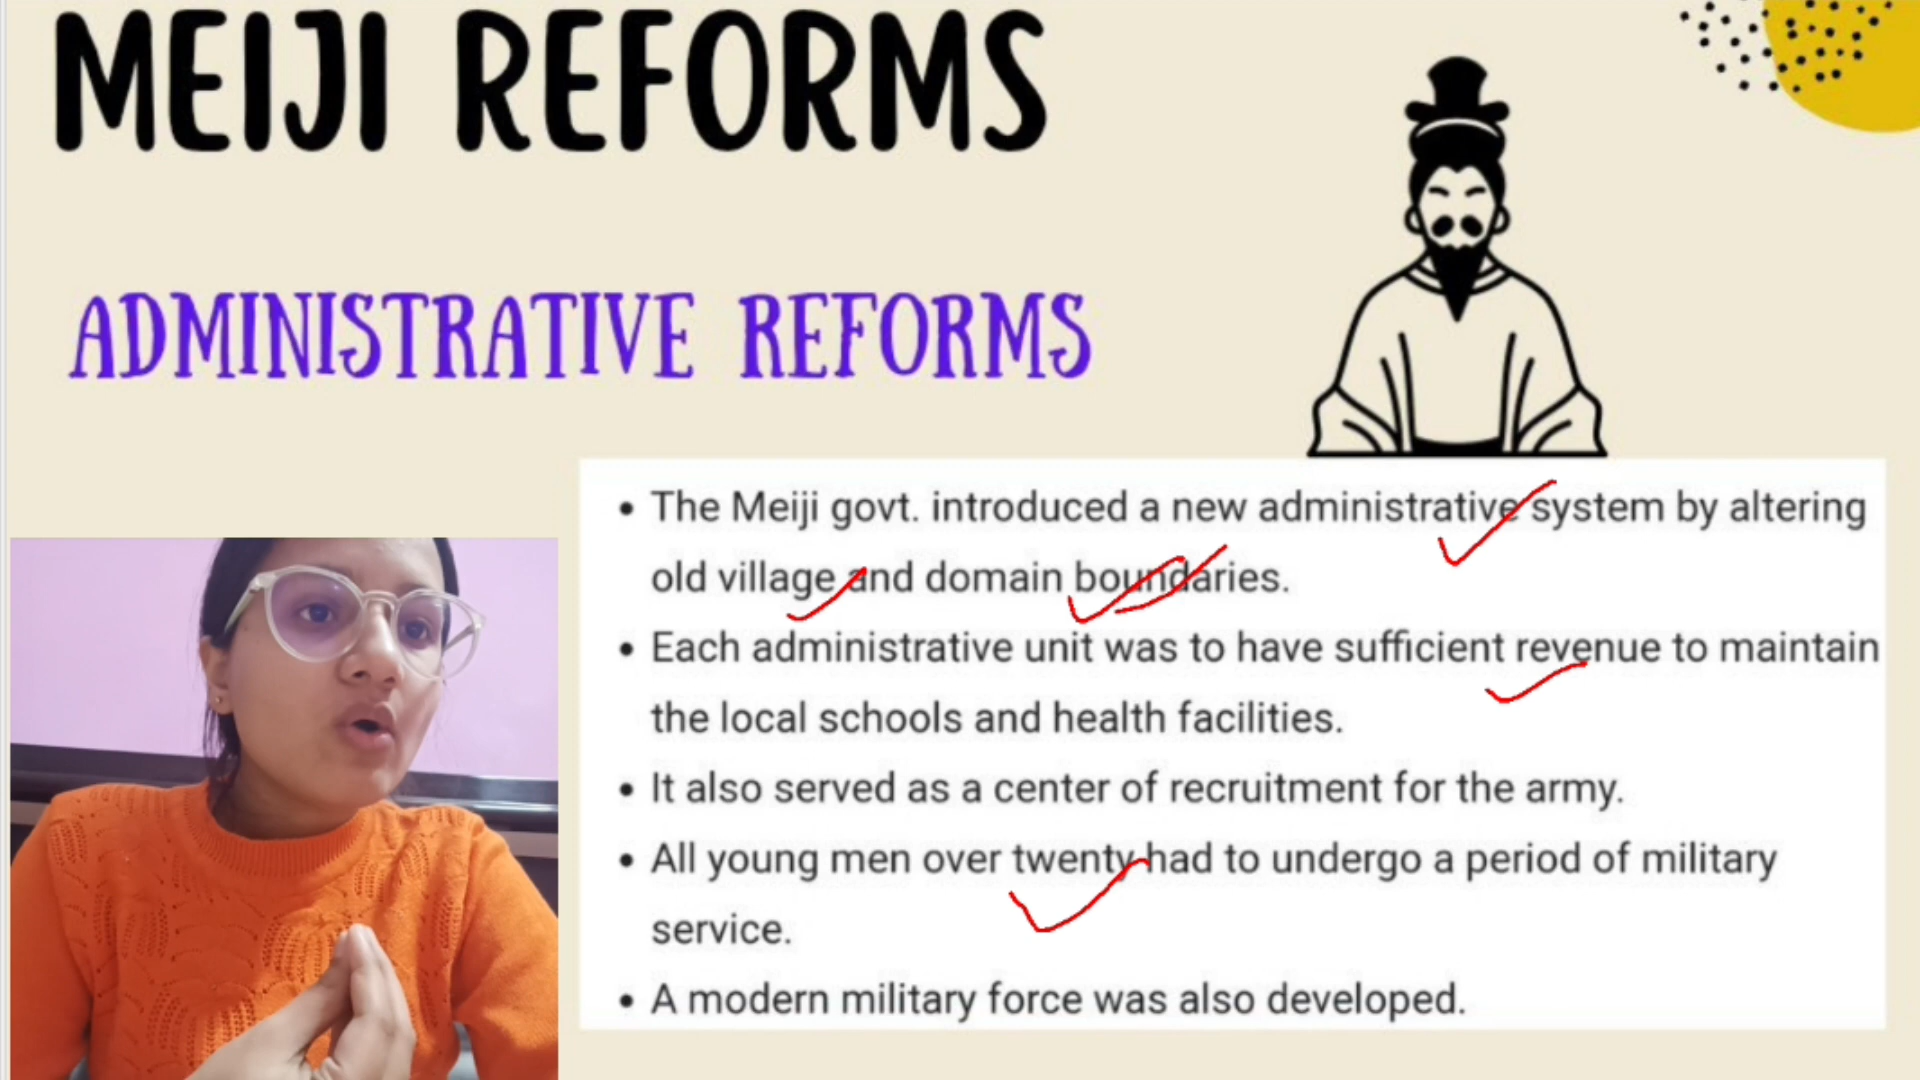 MEIJI REFORMS
ADMINISTRATIVE REFORMS
• The Meiji govt. introduced a new administrative system by altering
old village and domain boundaries.
• Each administrative unit was to have sufficient revenue to maintain
the local schools and health facilities.
• It also served as a center of recruitment for the army.
• All young men over twenty had to undergo a period of military
service.
• A modern military force was also developed.